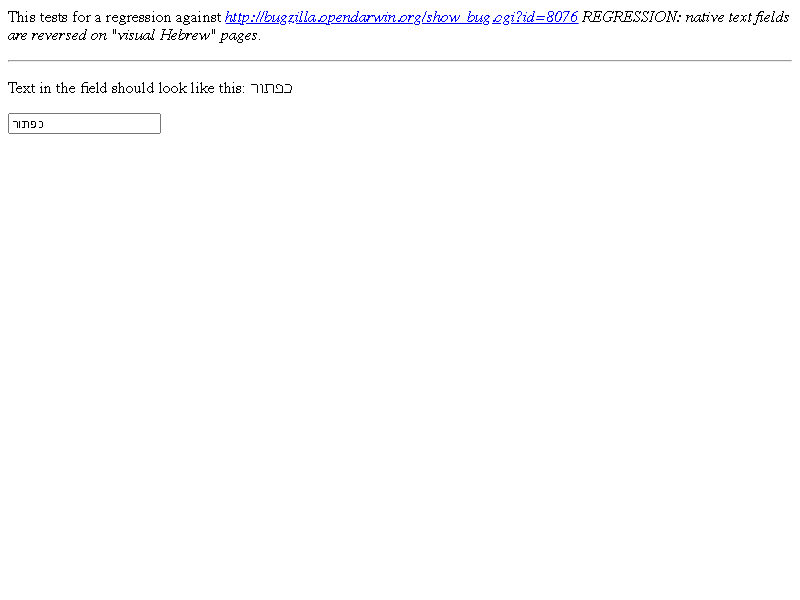 This tests for a regression against http://bugzilla.opendarwin.org/show_bug.cgi?id=8076 REGRESSION: native text fields
are reversed on "visual Hebrew" pages.
Text in the field should look like this: כפתור
כפתור